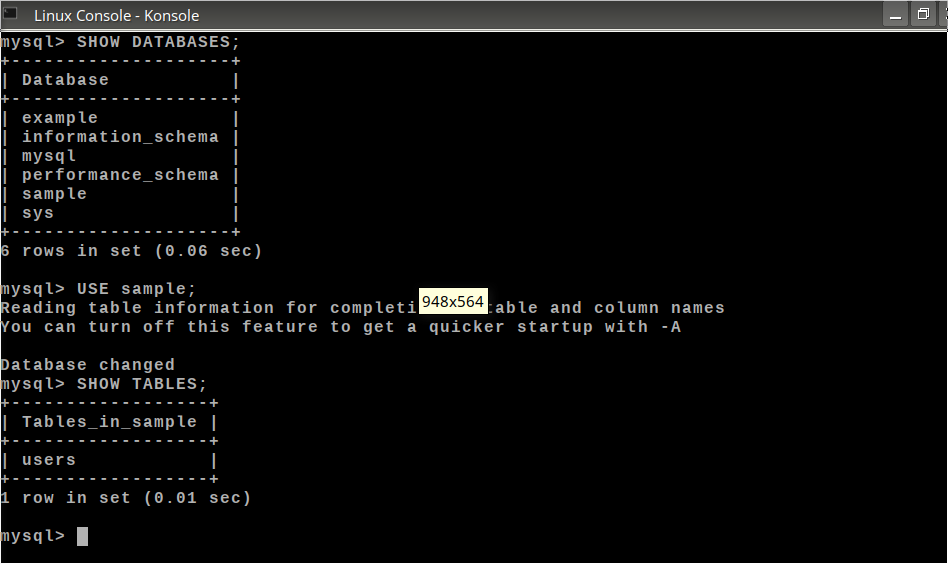 Linux Console - Konsole
mysql> SHOW DATABASES;
+--------------------+
| Database           |
+--------------------+
| example            |
| information_schema |
| mysql              |
| performance_schema |
| sample             |
| sys                |
+--------------------+
6 rows in set (0.06 sec)
mysql> USE sample;
948x564
Reading table information for completi table and column names
You can turn off this feature to get a quicker startup with -A
Database changed
mysql> SHOW TABLES;
+------------------+
| Tables_in_sample |
+------------------+
| users            |
+------------------+
1 row in set (0.01 sec)
mysql>